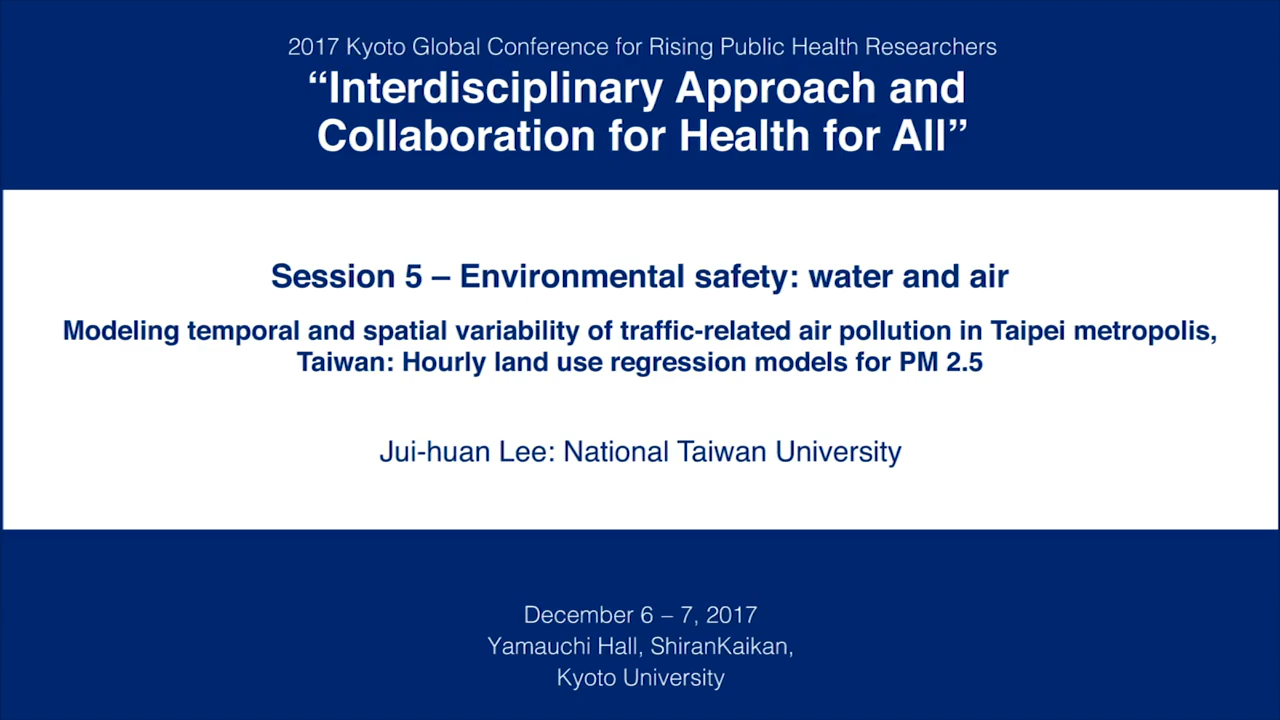 2017 Kyoto Global Conference for Rising Public Health Researchers
“Interdisciplinary Approach and
Collaboration for Health for All”
Session 5 – Environmental safety: water and air
Modeling temporal and spatial variability of traffic-related air pollution in Taipei metropolis,
Taiwan: Hourly land use regression models for PM 2.5
Jui-huan Lee: National Taiwan University
December 6 – 7, 2017
Yamauchi Hall, ShiranKaikan,
Kyoto University